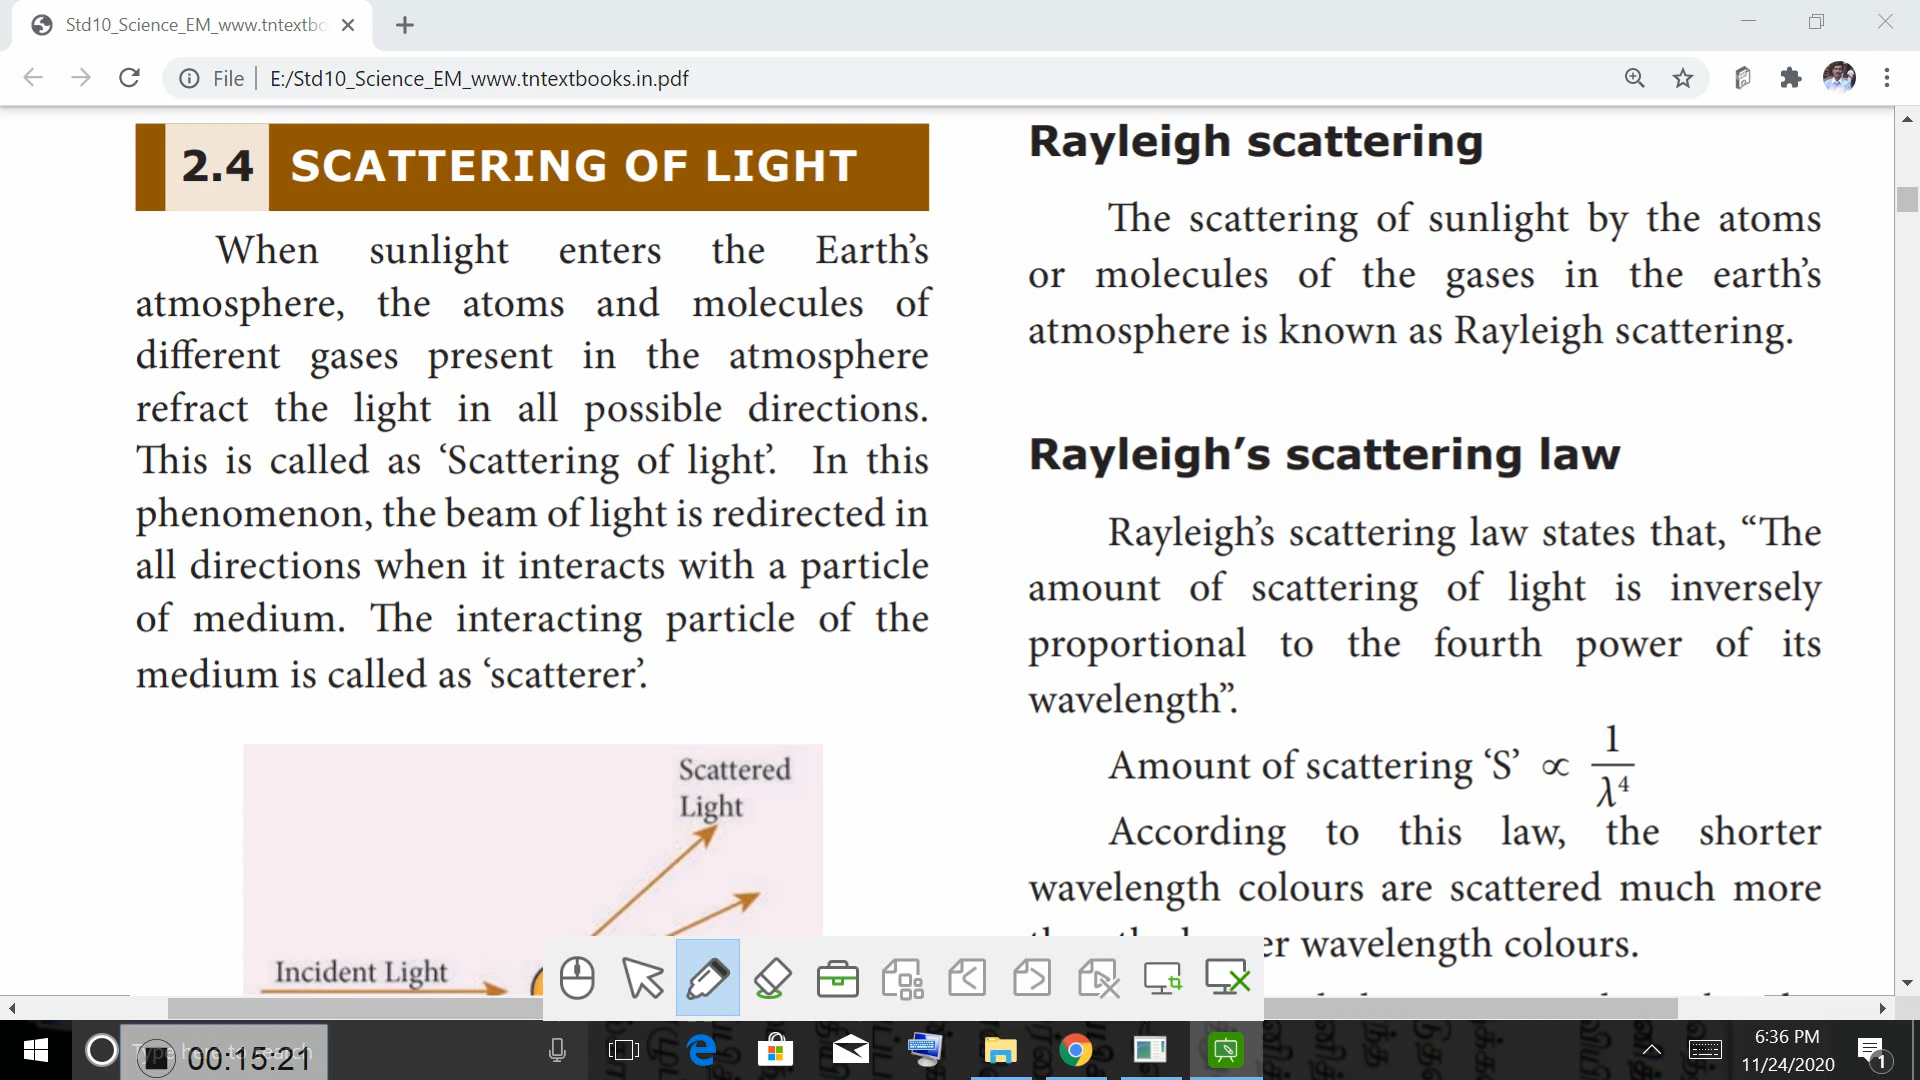 Std10_Science_EM_www.tntextbo
File
E:/Std10_Science_EM_www.tntextbooks.in.pdf
2.4 SCATTERING OF LIGHT
When sunlight enters the Earth's
atmosphere, the atoms and molecules of
different gases present in the atmosphere
refract the light in all possible directions.
This is called as ‘Scattering of light’. In this
phenomenon, the beam of light is redirected in
all directions when it interacts with a particle
of medium. The interacting particle of the
medium is called as ‘scatterer’.
Scattered
Light
Incident Light
Rayleigh scattering
The scattering of sunlight by the atoms
or molecules of the gases in the earth's
atmosphere is known as Rayleigh scattering.
Rayleigh's scattering law
Rayleigh's scattering law states that, “The
amount of scattering of light is inversely
proportional to the fourth power of its
wavelength”.
Amount of scattering ‘S’ ∝ 1/λ⁴
According to this law, the shorter
wavelength colours are scattered much more
er wavelength colours.
Type here to search
00:15:21
6:36 PM
11/24/2020
1